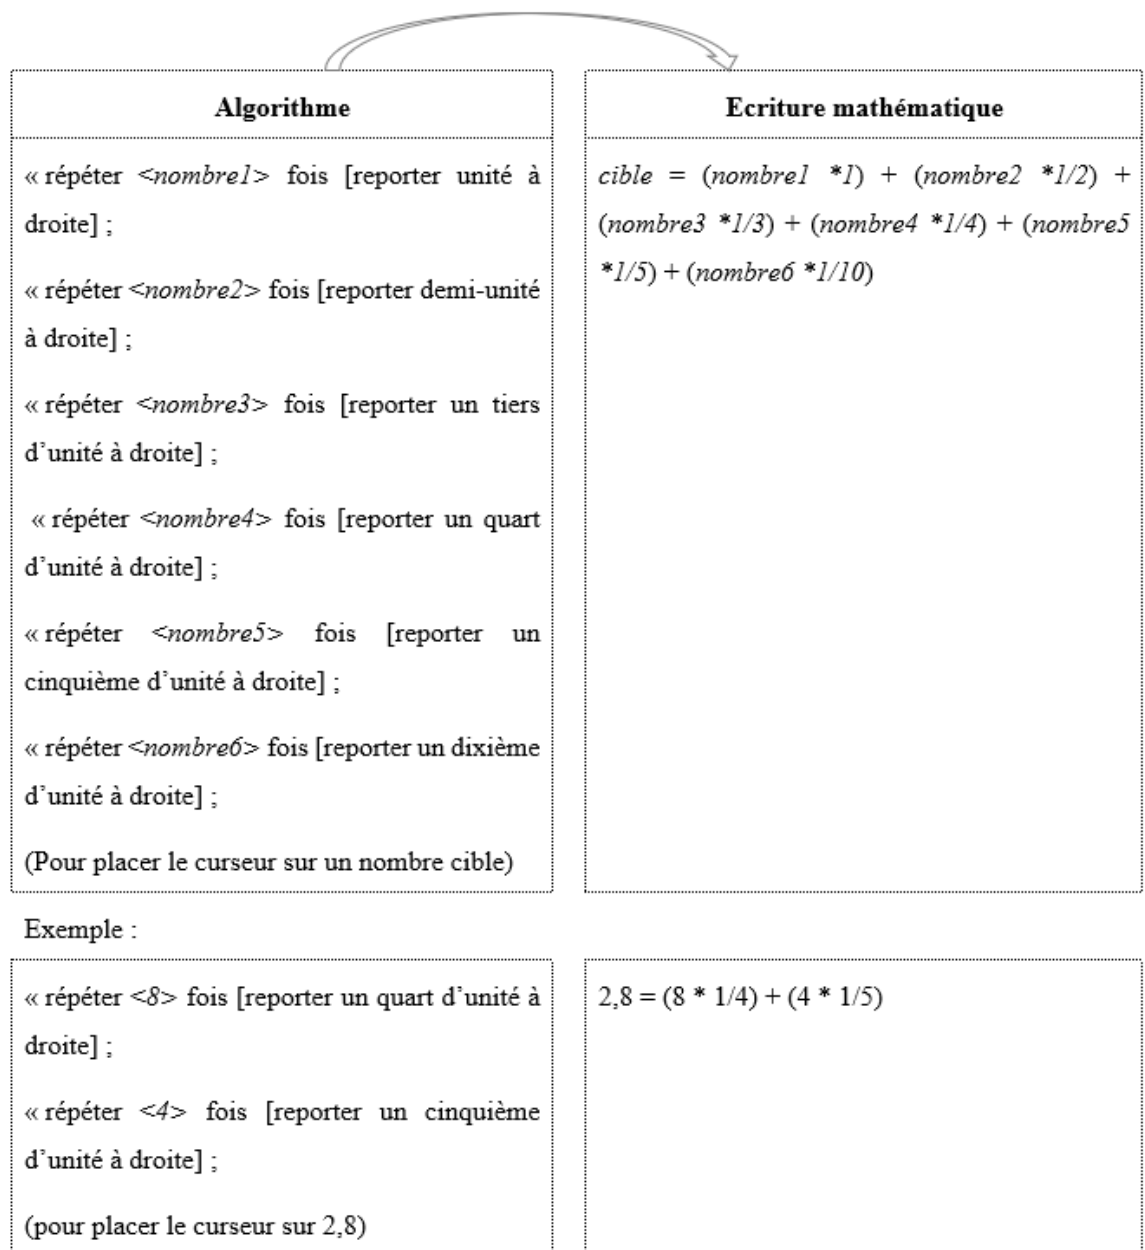 Algorithme
« répéter <nombre1> fois [reporter unité à
droite] ;
« répéter <nombre2> fois [reporter demi-unité
à droite] ;
« répéter <nombre3> fois [reporter un tiers
d’unité à droite] ;
« répéter <nombre4> fois [reporter un quart
d’unité à droite] ;
« répéter <nombre5> fois [reporter un
cinquième d’unité à droite] ;
« répéter <nombre6> fois [reporter un dixième
d’unité à droite] ;
(Pour placer le curseur sur un nombre cible)
Ecriture mathématique
cible = (nombre1 *1) + (nombre2 *1/2) +
(nombre3 *1/3) + (nombre4 *1/4) + (nombre5
*1/5) + (nombre6 *1/10)
Exemple :
« répéter <8> fois [reporter un quart d’unité à
droite] ;
« répéter <4> fois [reporter un cinquième
d’unité à droite] ;
(pour placer le curseur sur 2,8)
2,8 = (8 * 1/4) + (4 * 1/5)